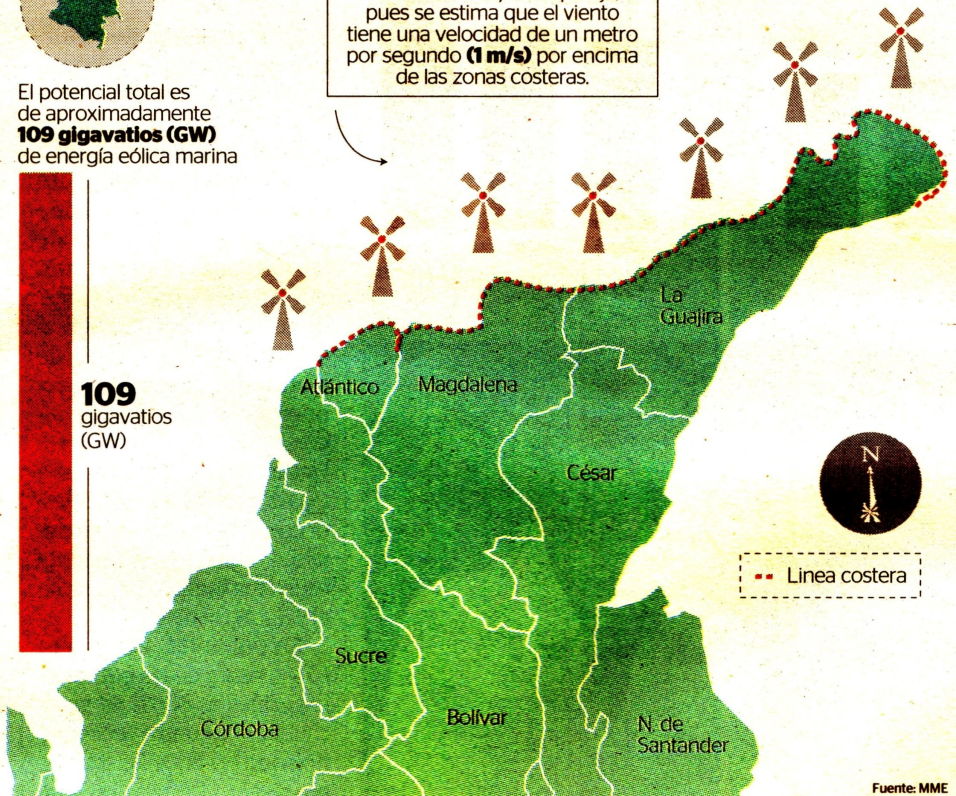 pues se estima que el viento
tiene una velocidad de un metro
por segundo (1 m/s) por encima
de las zonas costeras.
El potencial total es
de aproximadamente
109 gigavatios (GW)
de energía eólica marina
109
gigavatios
(GW)
La
Guajira
Atlántico
Magdalena
César
N
Linea costera
Sucre
Córdoba
Bolívar
N. de
Santander
Fuente: MME